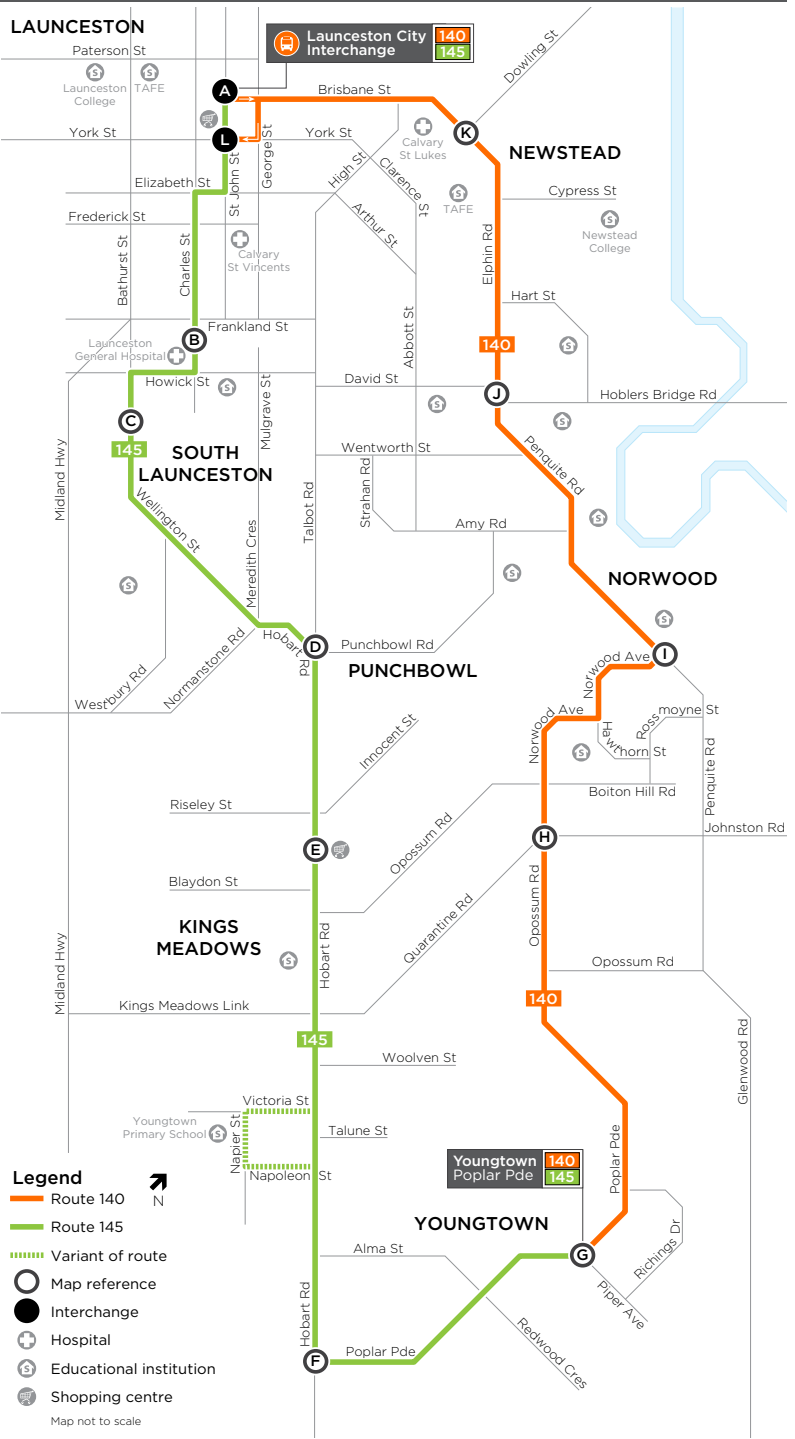 LAUNCESTON
Paterson St
Launceston City
Interchange
140
145
Dowling St
Launceston
College
TAFE
A
Brisbane St
York St
L
York St
K
Calvary
St Lukes
NEWSTEAD
George St
St John St
High St
Clarence St
Elizabeth St
TAFE
Cypress St
Frederick St
Arthur St
Newstead
College
Bathurst St
Charles St
Calvary
St Vincents
Elphin Rd
Hart St
Frankland St
B
Abbott St
Launceston
General Hospital
140
Howick St
David St
J
Hoblers Bridge Rd
Mulgrave St
C
145
SOUTH
LAUNCESTON
Wentworth St
Penquite Rd
Midland Hwy
Strahan Rd
Talbot Rd
Wellington St
Amy Rd
Meredith Cres
NORWOOD
Hobart Rd
D
Punchbowl Rd
PUNCHBOWL
I
Norwood Ave
Normanstone Rd
Westbury Rd
Norwood Ave
Rossmoyne St
Hawthorn St
Innocent St
Penquite Rd
Boiton Hill Rd
Riseley St
Opossum Rd
E
H
Johnston Rd
Blaydon St
KINGS
MEADOWS
Quarantine Rd
Opossum Rd
Hobart Rd
Opossum Rd
Midland Hwy
Kings Meadows Link
140
145
Glenwood Rd
Woolven St
Victoria St
Youngtown
Primary School
Napier St
Talune St
Napoleon St
Youngtown
Poplar Pde
140
145
Poplar Pde
YOUNGTOWN
Alma St
G
Richings Dr
Piper Ave
Hobart Rd
Redwood Cres
F
Poplar Pde
Legend
N
Route 140
Route 145
Variant of route
Map reference
Interchange
Hospital
Educational institution
Shopping centre
Map not to scale